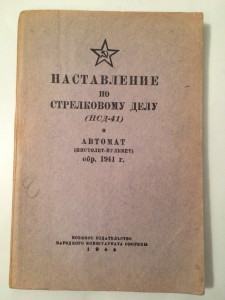 НАСТАВЛЕНИЕ
ПО
СТРЕЛКОВОМУ ДЕЛУ
(НСД-41)
АВТОМАТ
(ПИСТОЛЕТ-ПУЛЕМЕТ)
обр. 1941 г.
ВОЕННОЕ ИЗДАТЕЛЬСТВО
НАРОДНОГО КОМИССАРИАТА ОБОРОНЫ